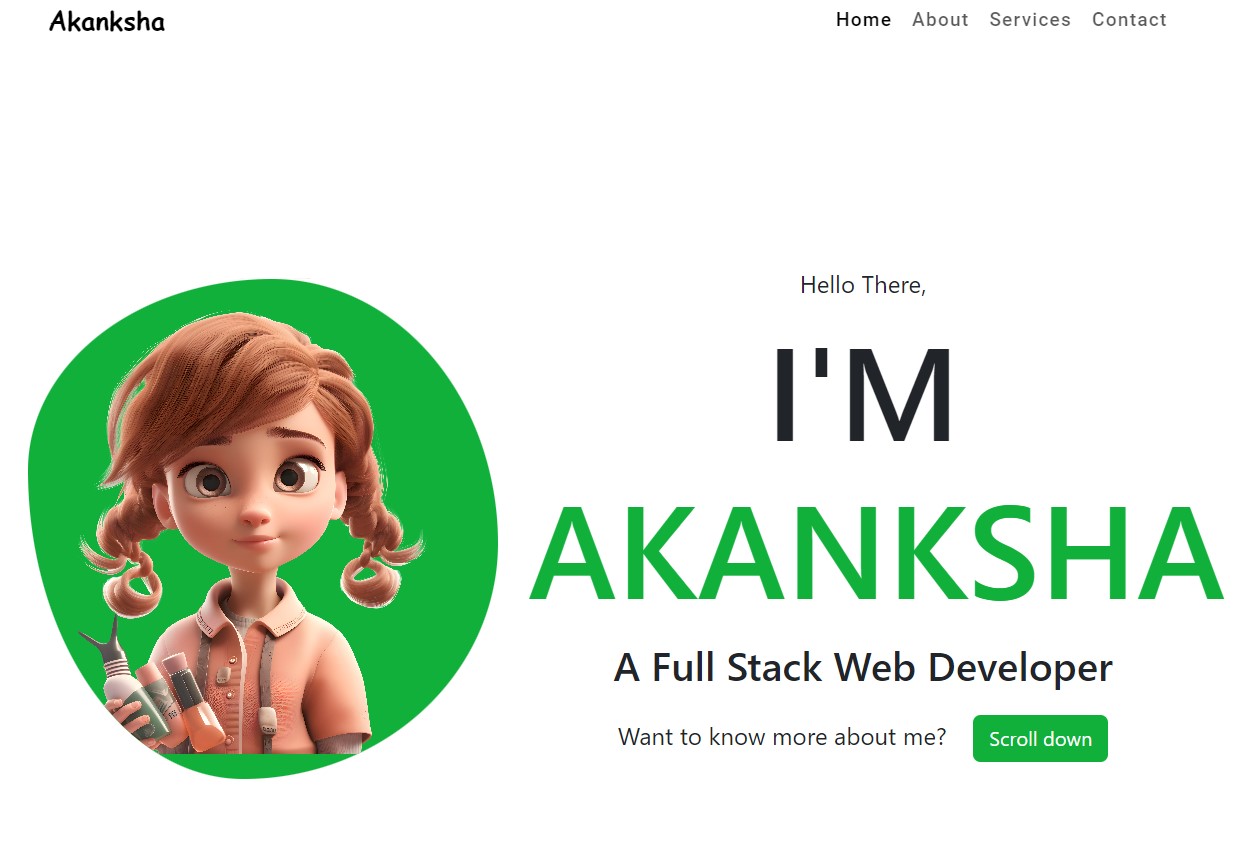 Akanksha
Home About Services Contact
Hello There,
I'M
AKANKSHA
A Full Stack Web Developer
Want to know more about me? Scroll down